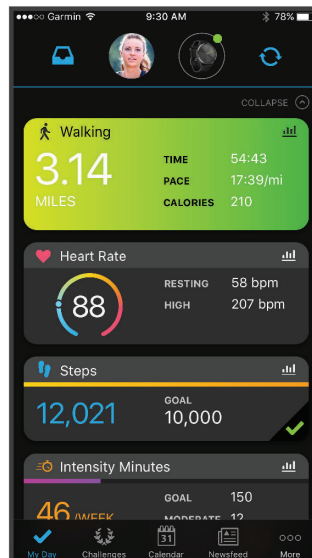 Garmin 9:30 AM 78%
COLLAPSE
Walking
3.14 TIME 54:43
MILES PACE 17:39/mi
CALORIES 210
Heart Rate
88 RESTING 58 bpm
HIGH 207 bpm
Steps
12,021 GOAL
10,000
Intensity Minutes
46 /WEEK GOAL 150
MODERATE 12
31
My Day Challenges Calendar Newsfeed More